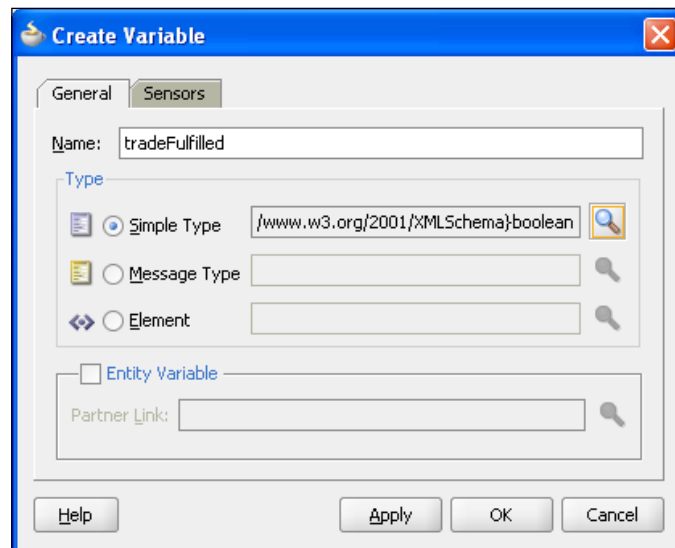 Create Variable
General Sensors
Name: tradeFulfilled
Type
Simple Type /www.w3.org/2001/XMLSchema}boolean
Message Type
Element
Entity Variable
Partner Link:
Help Apply OK Cancel